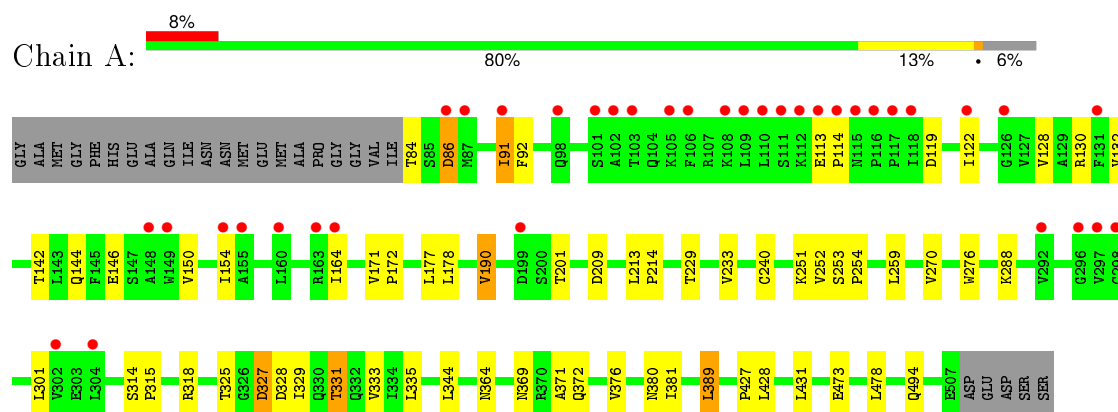 8%
Chain A:
80% 13% • 6%
GLY ALA MET GLY PHE HIS GLU ALA GLN ILE ASN ASN MET GLU MET ALA PRO GLY GLY VAL ILE T84 S85 D86 M87 I91 F92 Q98 S101 A102 T103 Q104 K105 F106 R107 K108 L109 L110 S111 K112 E113 P114 N115 P116 P117 I118 D119 I122 G126 V127 V128 A129 R130 F131
T142 L143 Q144 F145 E146 S147 A148 W149 V150 I154 A155 L160 R163 I164 V171 P172 L177 L178 V190 D199 S200 T201 D209 L213 P214 T229 V233 C240 K251 V252 S253 P254 L259 V270 W276 K288 V292 G296 V297
L301 V302 E303 L304 S314 P315 R318 T325 G326 D327 D328 I329 Q330 T331 Q332 V333 I334 L335 L344 N364 N369 R370 A371 Q372 V376 N380 I381 L389 P427 L428 L431 E473 L478 Q494 E507 ASP GLU ASP SER SER